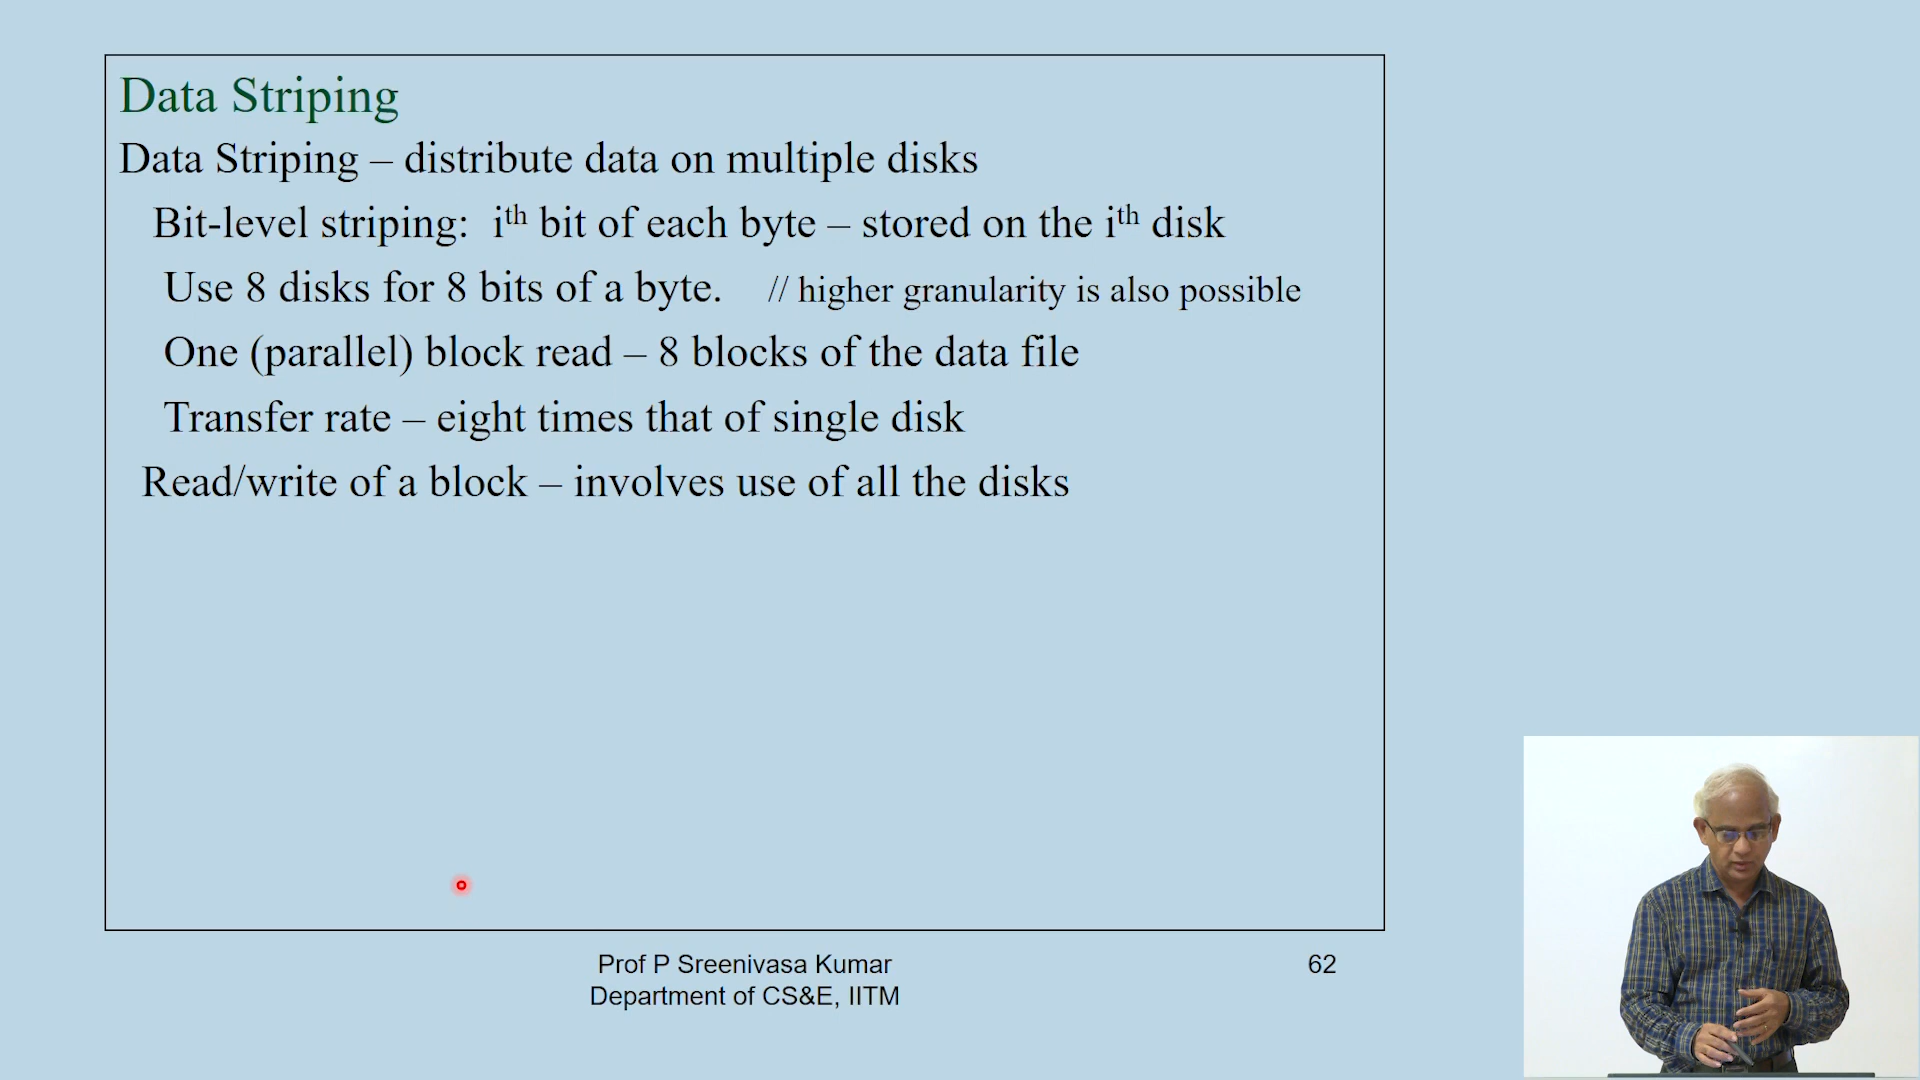 Data Striping
Data Striping – distribute data on multiple disks
Bit-level striping: iᵗʰ bit of each byte – stored on the iᵗʰ disk
Use 8 disks for 8 bits of a byte. // higher granularity is also possible
One (parallel) block read – 8 blocks of the data file
Transfer rate – eight times that of single disk
Read/write of a block – involves use of all the disks
Prof P Sreenivasa Kumar
Department of CS&E, IITM
62